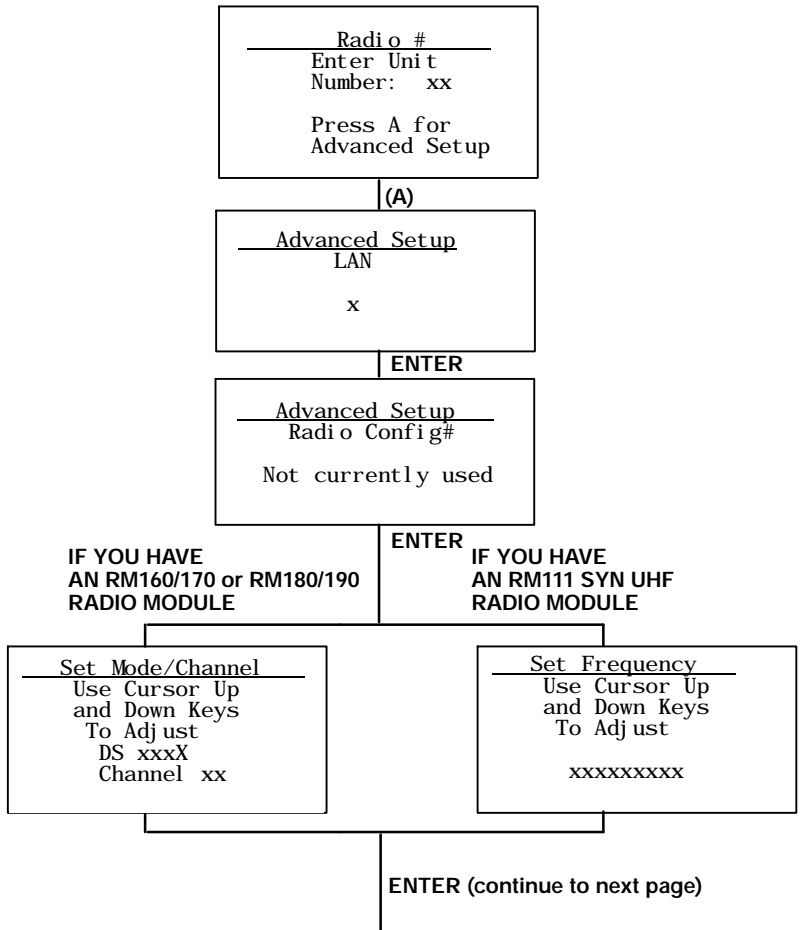 Radio #
Enter Unit
Number: xx
Press A for
Advanced Setup
(A)
Advanced Setup
LAN
x
ENTER
Advanced Setup
Radio Config#
Not currently used
ENTER
IF YOU HAVE
AN RM160/170 or RM180/190
RADIO MODULE
IF YOU HAVE
AN RM111 SYN UHF
RADIO MODULE
Set Mode/Channel
Use Cursor Up
and Down Keys
To Adjust
DS xxxX
Channel xx
Set Frequency
Use Cursor Up
and Down Keys
To Adjust
xxxxxxxxx
ENTER (continue to next page)